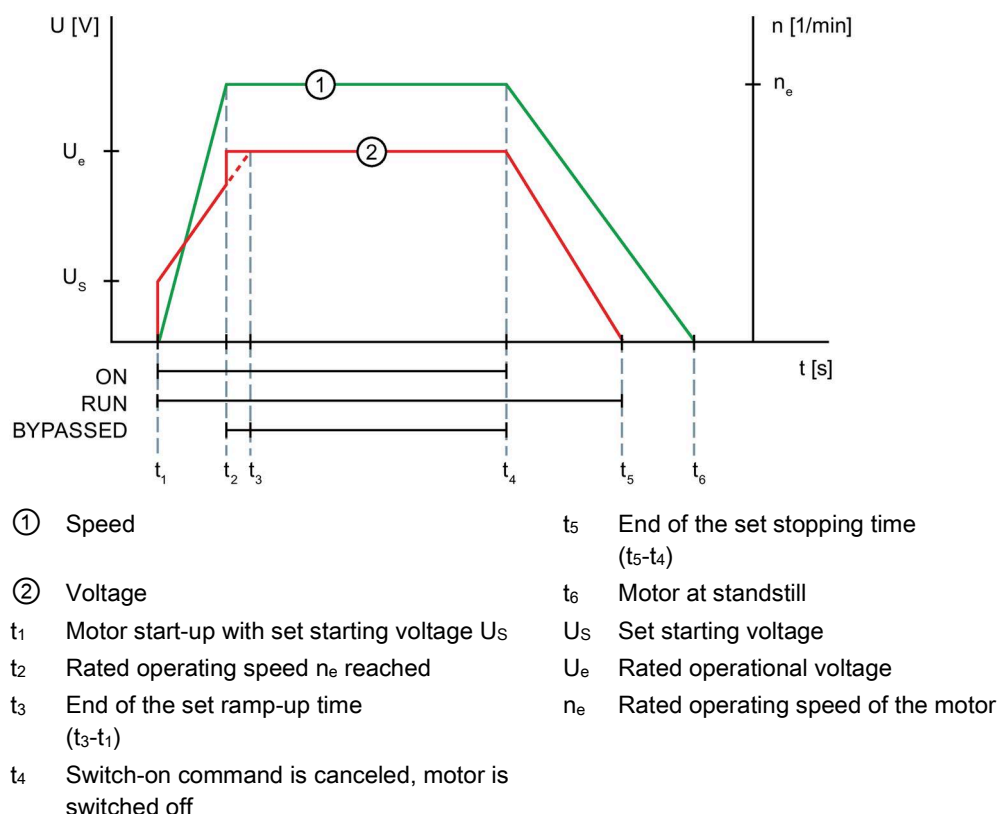 U [V]
n [1/min]
1
nₑ
Uₑ
2
U_S
t [s]
ON
RUN
BYPASSED
t₁ t₂ t₃ t₄ t₅ t₆
① Speed
② Voltage
t₁ Motor start-up with set starting voltage U_S
t₂ Rated operating speed nₑ reached
t₃ End of the set ramp-up time
(t₃-t₁)
t₄ Switch-on command is canceled, motor is
switched off
t₅ End of the set stopping time
(t₅-t₄)
t₆ Motor at standstill
U_S Set starting voltage
Uₑ Rated operational voltage
nₑ Rated operating speed of the motor